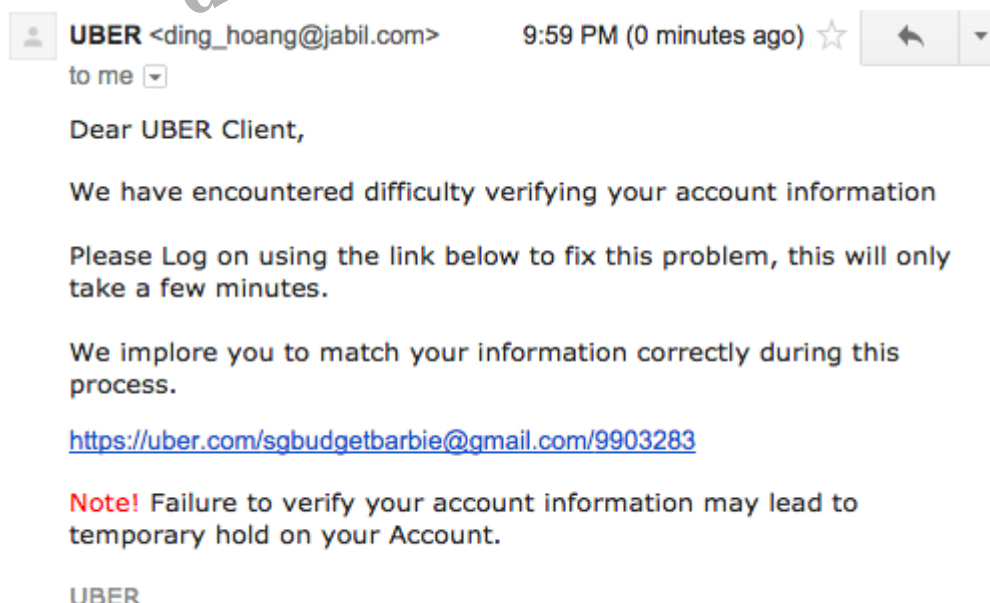 UBER <ding_hoang@jabil.com> 9:59 PM (0 minutes ago)
to me
Dear UBER Client,
We have encountered difficulty verifying your account information
Please Log on using the link below to fix this problem, this will only
take a few minutes.
We implore you to match your information correctly during this
process.
https://uber.com/sgbudgetbarbie@gmail.com/9903283
Note! Failure to verify your account information may lead to
temporary hold on your Account.
UBER